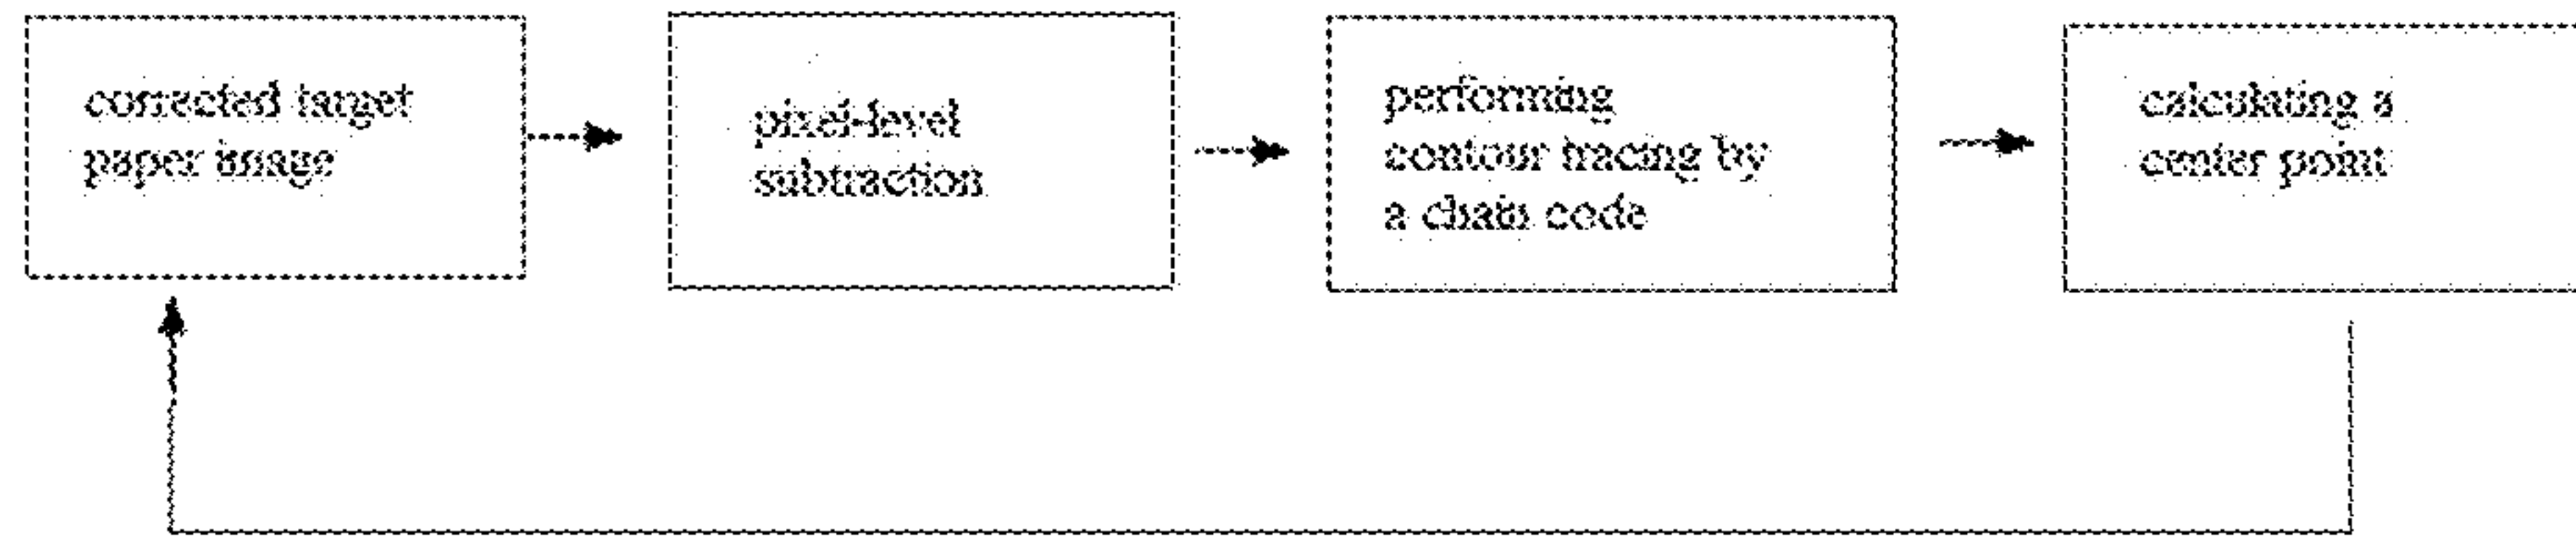 corrected target
paper image
pixel-level
subtraction
performing
contour tracing by
a chain code
calculating a
center point